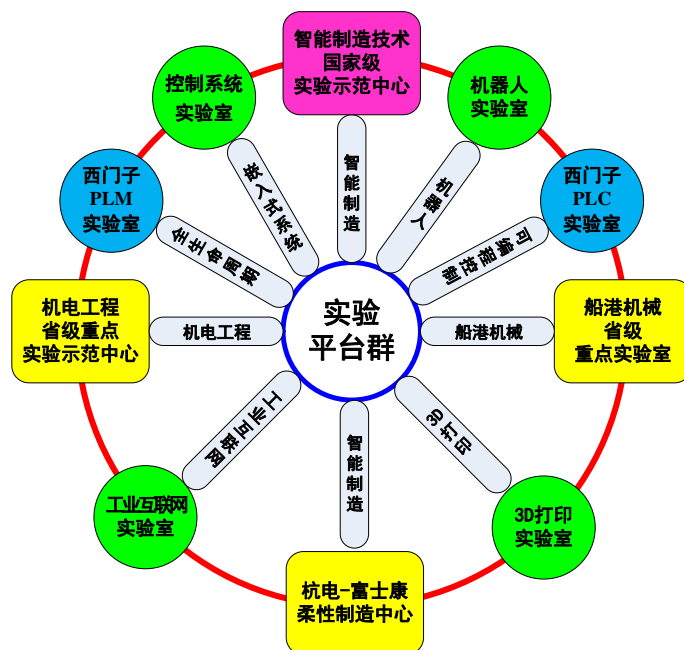 智能制造技术
国家级
实验示范中心
控制系统
实验室
机器人
实验室
西门子
PLM
实验室
西门子
PLC
实验室
嵌入式系统
智能制造
机器人
全生命周期
可编程控制
机电工程
省级重点
实验示范中心
机电工程
实验
平台群
船港机械
船港机械
省级
重点实验室
工业互联网
智能制造
3D打印
工业互联网
实验室
3D打印
实验室
杭电-富士康
柔性制造中心